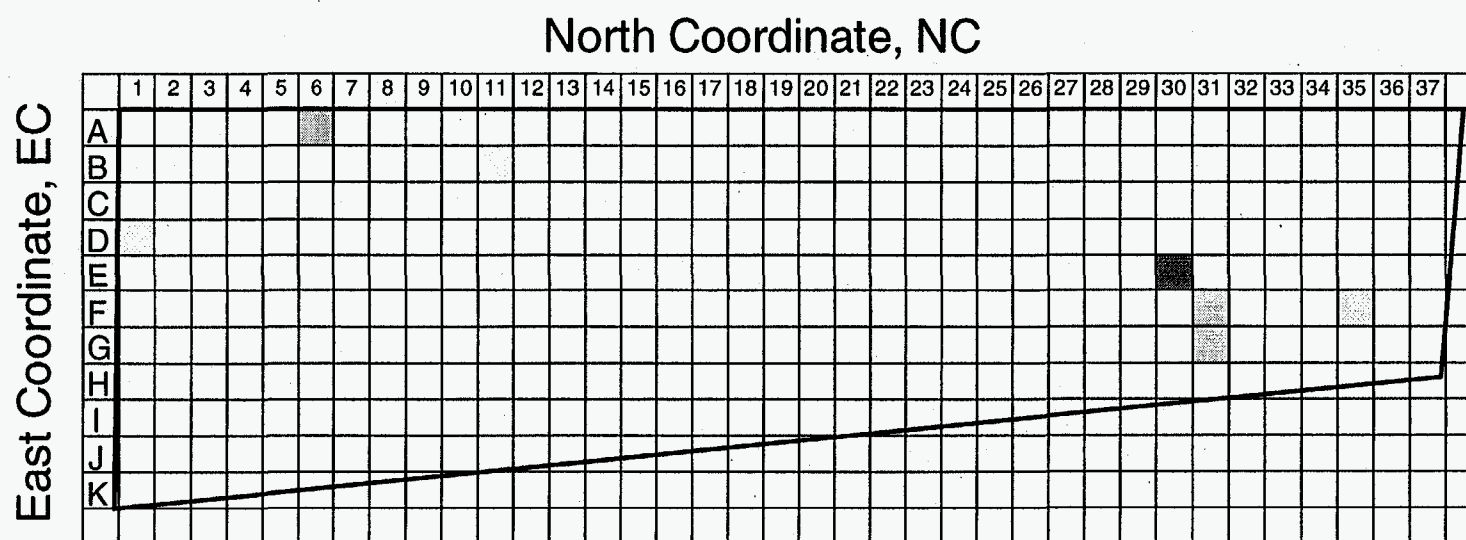 North Coordinate, NC
1 2 3 4 5 6 7 8 9 10 11 12 13 14 15 16 17 18 19 20 21 22 23 24 25 26 27 28 29 30 31 32 33 34 35 36 37
East Coordinate, EC
A
B
C
D
E
F
G
H
I
J
K